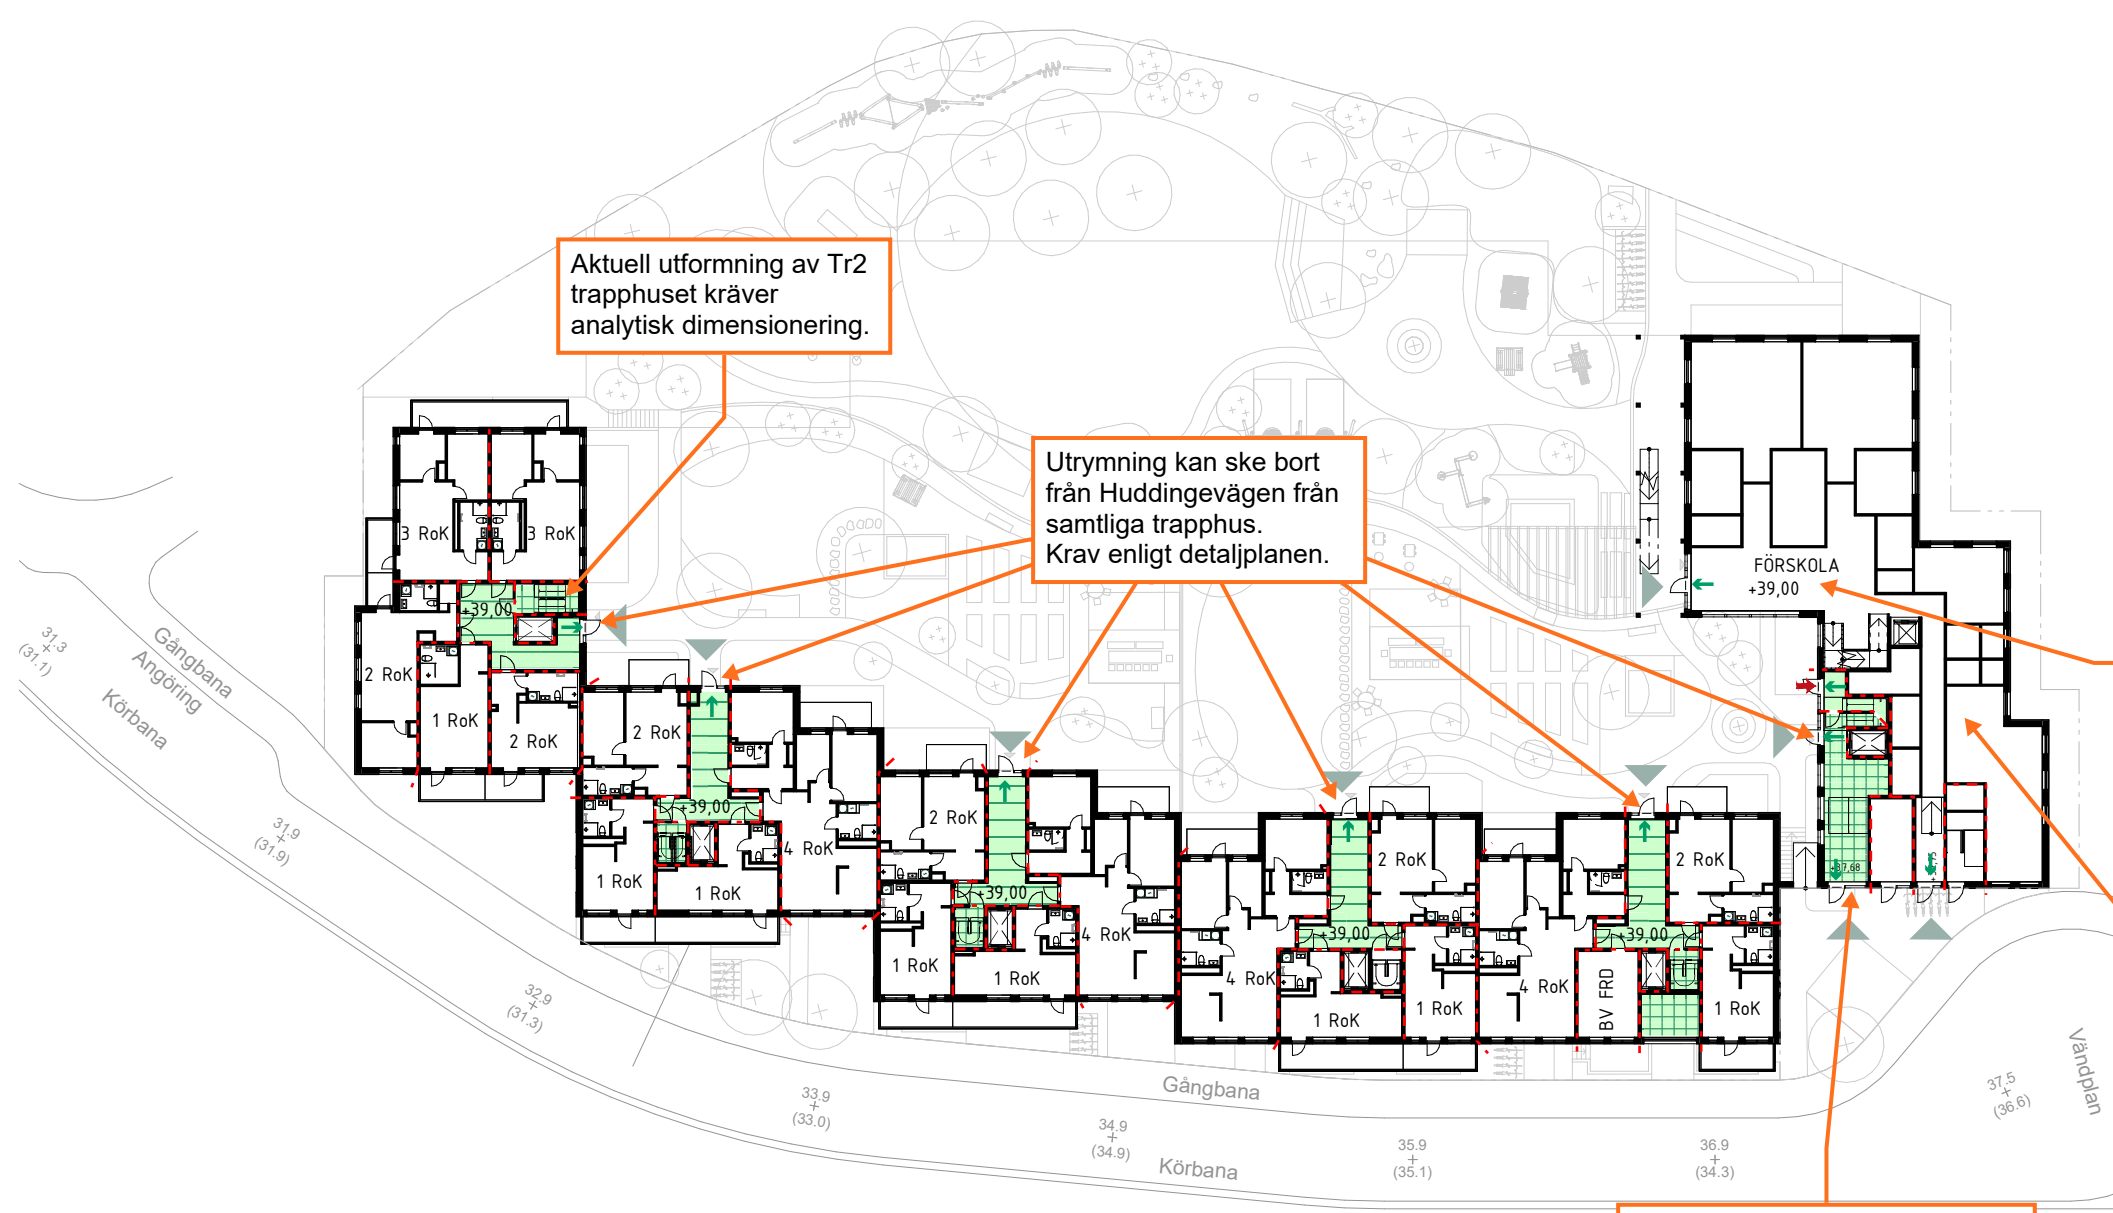 Aktuell utformning av Tr2
trapphuset kräver
analytisk dimensionering.
Utrymning kan ske bort
från Huddingevägen från
samtliga trapphus.
Krav enligt detaljplanen.
3 RoK
3 RoK
+39,00
2 RoK
1 RoK
2 RoK
2 RoK
+39,00
1 RoK
1 RoK
4 RoK
2 RoK
+39,00
1 RoK
1 RoK
4 RoK
2 RoK
+39,00
4 RoK
1 RoK
1 RoK
2 RoK
+39,00
4 RoK
BV FRD
1 RoK
FÖRSKOLA
+39,00
+37,68
Gångbana
Angöring
Körbana
31.3
(31.1)
31.9
(31.9)
32.9
(31.3)
33.9
(33.0)
34.9
(34.9)
35.9
(35.1)
36.9
(34.3)
37.5
(36.6)
Gångbana
Körbana
Vändplan